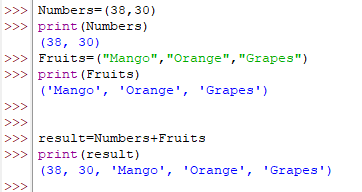 >>> Numbers=(38,30)
>>> print(Numbers)
(38, 30)
>>> Fruits=("Mango","Orange","Grapes")
>>> print(Fruits)
('Mango', 'Orange', 'Grapes')
>>>
>>>
>>> result=Numbers+Fruits
>>> print(result)
(38, 30, 'Mango', 'Orange', 'Grapes')
>>>